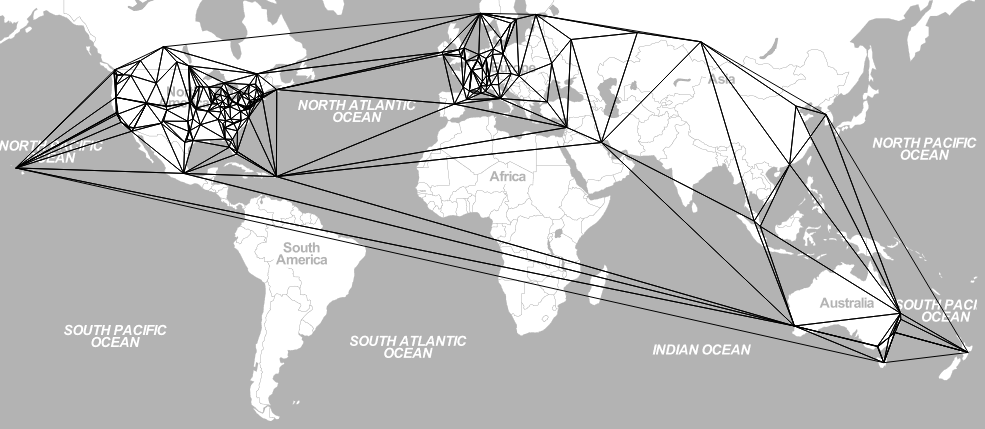 NORTH ATLANTIC
OCEAN
Asia
NORTH PACIFIC
OCEAN
NORTH PACIFIC
OCEAN
Africa
South
America
Australia
SOUTH PACI
OCEAN
SOUTH PACIFIC
OCEAN
SOUTH ATLANTIC
OCEAN
INDIAN OCEAN